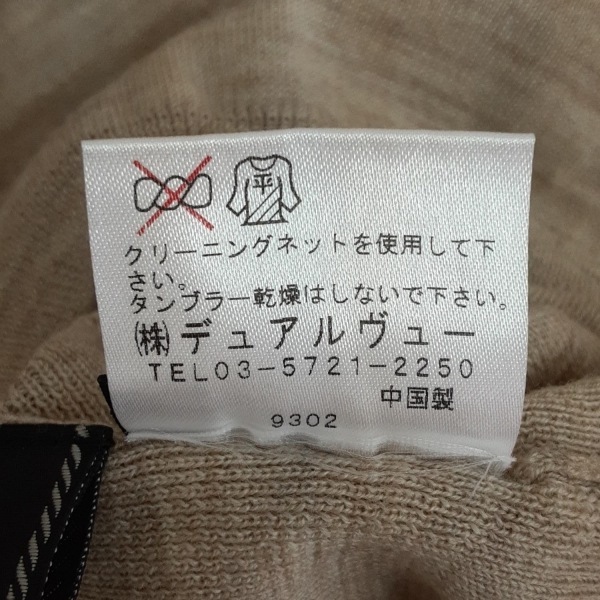 平
クリーニングネットを使用して下
さい。
タンブラー乾燥はしないで下さい。
㈱デュアルヴュー
TEL03-5721-2250
中国製
9302